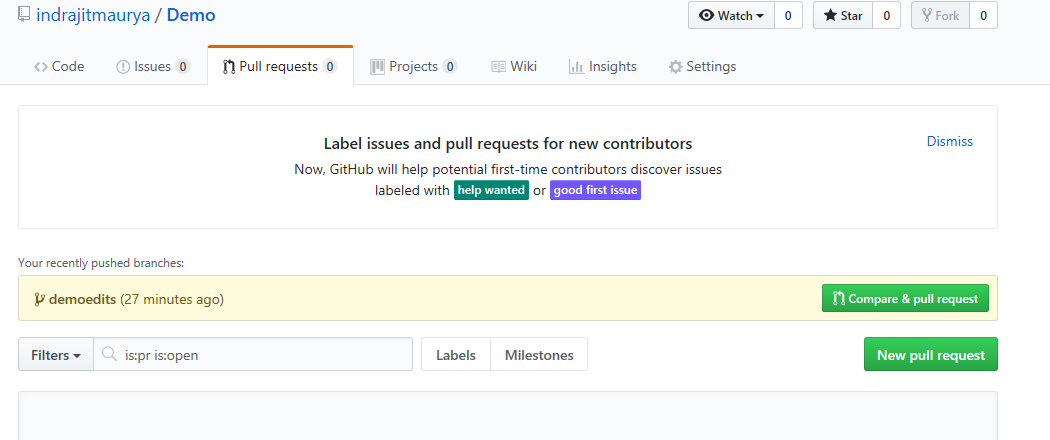 indrajitmaurya / Demo
Watch 0 Star 0 Fork 0
Code Issues 0 Pull requests 0 Projects 0 Wiki Insights Settings
Label issues and pull requests for new contributors
Dismiss
Now, GitHub will help potential first-time contributors discover issues
labeled with help wanted or good first issue
Your recently pushed branches:
demoedits (27 minutes ago) Compare & pull request
Filters is:pr is:open Labels Milestones New pull request